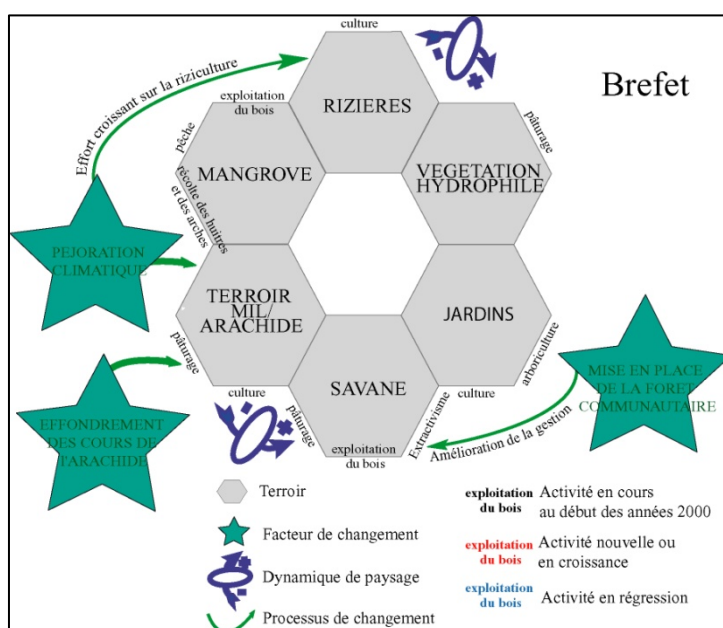 Brefet
culture
RIZIERES
Effort croissant sur la riziculture
exploitation
du bois
pêche
MANGROVE
récolte des huitres
et des arches
pâturage
VEGETATION
HYDROPHILE
PEJORATION
CLIMATIQUE
TERROIR
MIL/
ARACHIDE
pâturage
culture
JARDINS
arboriculture
culture
SAVANE
pâturage
exploitation
du bois
Extractivisme
Amélioration de la gestion
MISE EN PLACE
DE LA FORET
COMMUNAUTAIRE
EFFONDREMENT
DES COURS DE
l'ARACHIDE
Terroir
Facteur de changement
Dynamique de paysage
Processus de changement
exploitation
du bois
Activité en cours
au début des années 2000
exploitation
du bois
Activité nouvelle ou
en croissance
exploitation
du bois
Activité en régression